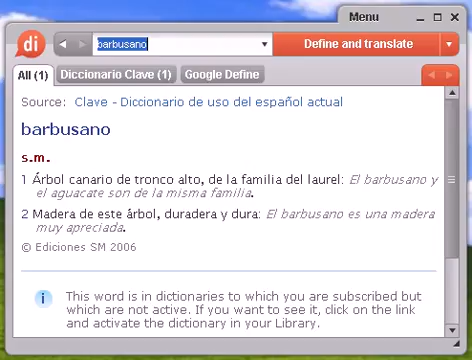 Menu
di
barbusano
Define and translate
All (1)
Diccionario Clave (1)
Google Define
Source: Clave - Diccionario de uso del español actual
barbusano
s.m.
1 Árbol canario de tronco alto, de la familia del laurel: El barbusano y
el aguacate son de la misma familia.
2 Madera de este árbol, duradera y dura: El barbusano es una madera
muy apreciada.
© Ediciones SM 2006
i
This word is in dictionaries to which you are subscribed but
which are not active. If you want to see it, click on the link
and activate the dictionary in your Library.